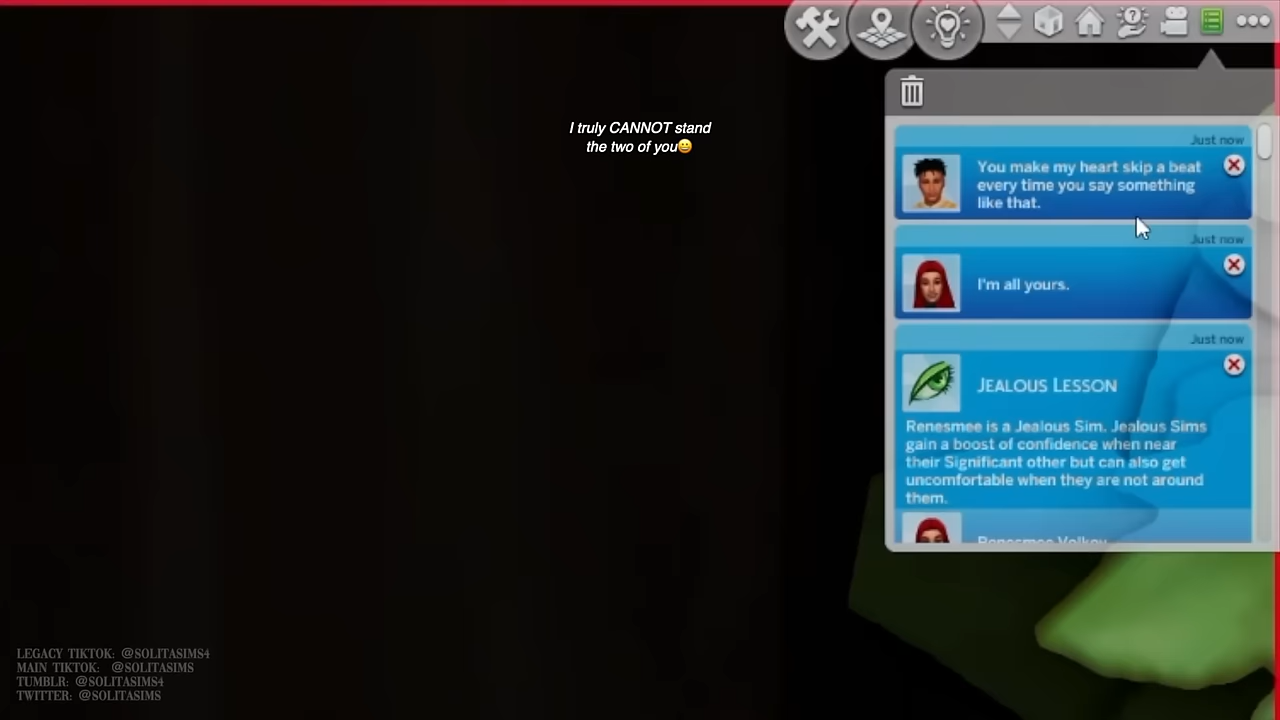 I truly CANNOT stand
the two of you😀
Just now
You make my heart skip a beat
every time you say something
like that.
Just now
I'm all yours.
Just now
JEALOUS LESSON
Renesmee is a Jealous Sim. Jealous Sims
gain a boost of confidence when near
their Significant other but can also get
uncomfortable when they are not around
them.
Renesmee Volkov
LEGACY TIKTOK: @SOLITASIMS4
MAIN TIKTOK: @SOLITASIMS
TUMBLR: @SOLITASIMS4
TWITTER: @SOLITASIMS